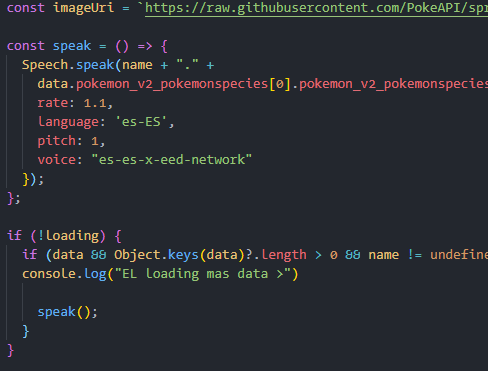 const imageUri = `https://raw.githubusercontent.com/PokeAPI/spr
const speak = () => {
Speech.speak(name + "." +
data.pokemon_v2_pokemonspecies[0].pokemon_v2_pokemonspecies
rate: 1.1,
language: 'es-ES',
pitch: 1,
voice: "es-es-x-eed-network"
});
};
if (!loading) {
if (data && Object.keys(data)?.length > 0 && name != undefine
console.log("EL loading mas data >")
speak();
}
}